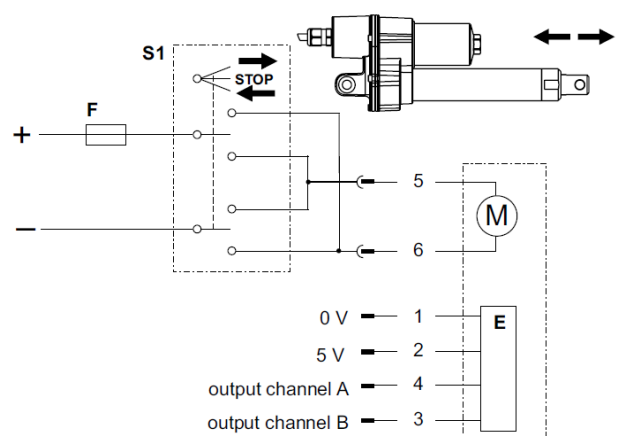 S1
STOP
F
+
−
5
M
6
0 V 1 E
5 V 2
output channel A 4
output channel B 3